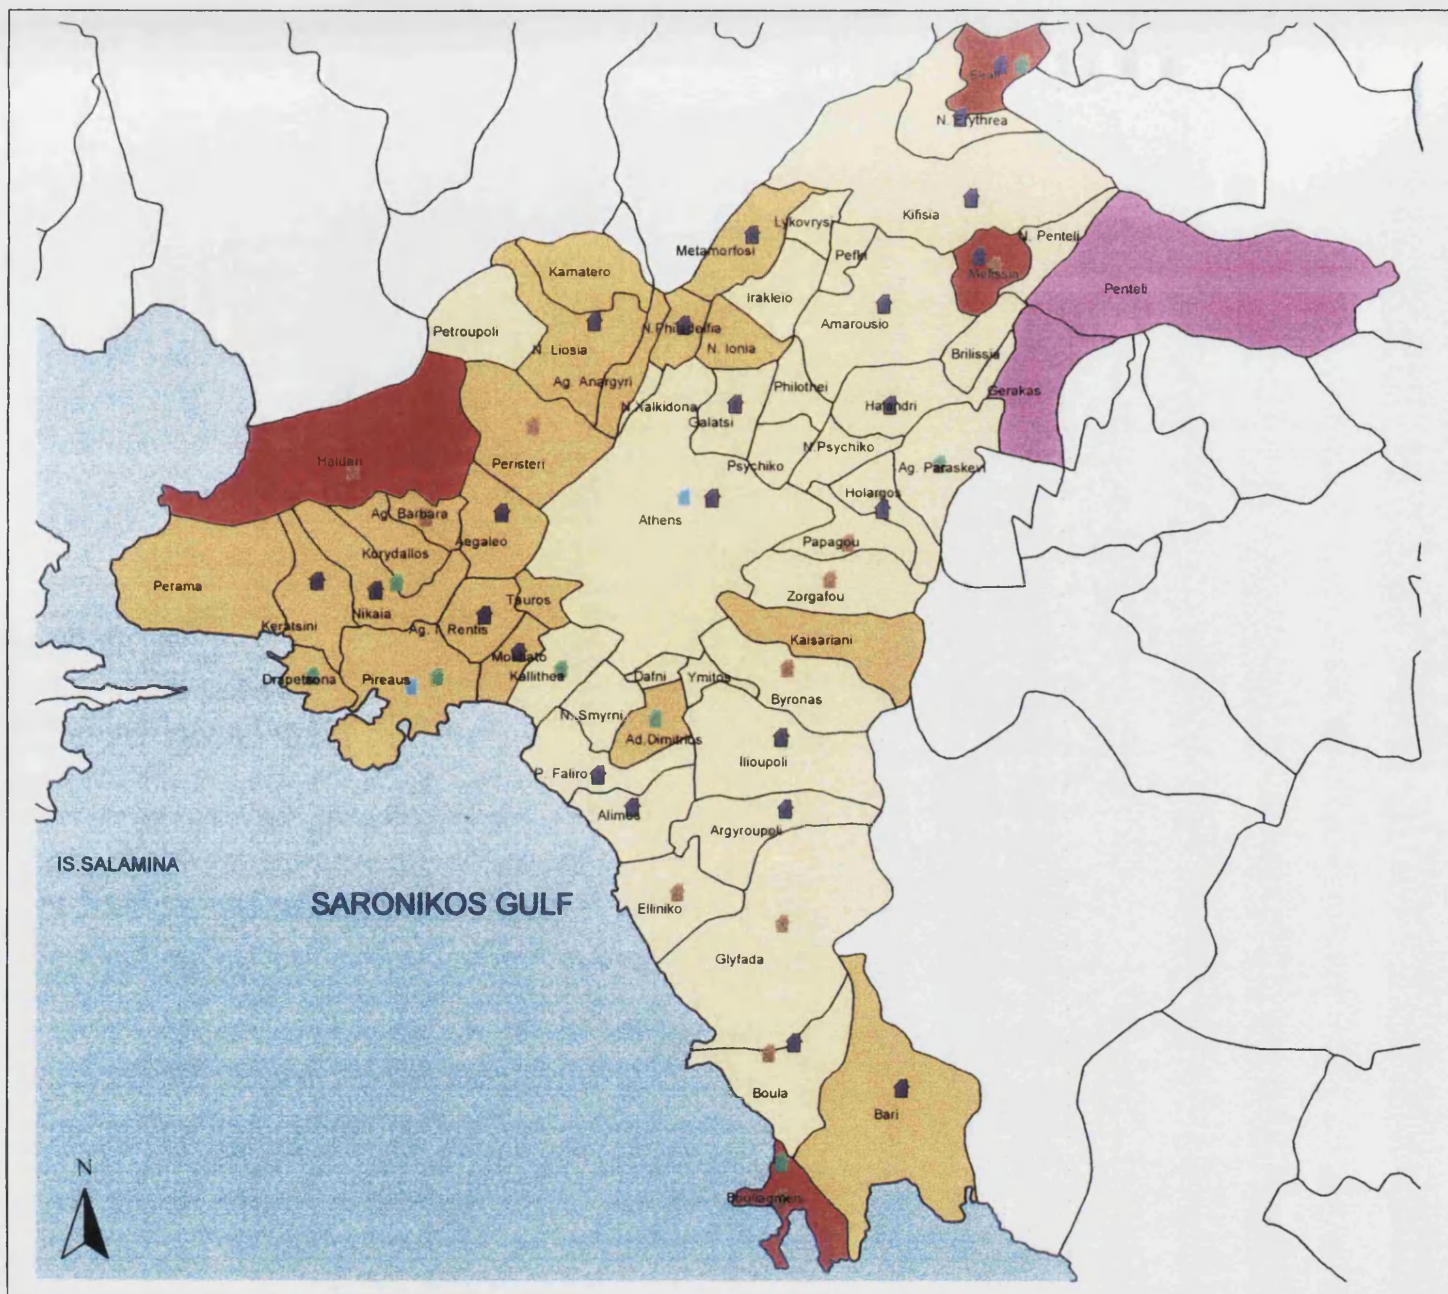 N. Erythrea
Kifisia
Lykovrysi
Metamorfosi
N. Penteli
Pefki
Melissia
Kamatero
Penteli
Irakleio
Amarousio
Petroupoli
N.Philadelfia
N. Liosia
N. Ionia
Brilissia
Ag. Anargyri
Philothei
Gerakas
N.Xalkidona
Halandri
Galatsi
N.Psychiko
Haidari
Peristeri
Psychiko
Ag. Paraskevi
Holargos
Ag. Barbara
Athens
Aegaleo
Papagou
Korydallos
Perama
Zorgafou
Tauros
Nikaia
Keratsini
Ag. I. Rentis
Kaisariani
Moshato
Drapetsona
Pireaus
Kallithea
Dafni
Ymitos
Byronas
N. Smyrni
Ad.Dimitrios
Ilioupoli
P. Faliro
Alimos
Argyroupoli
IS.SALAMINA
SARONIKOS GULF
Elliniko
Glyfada
Boula
Bari
N